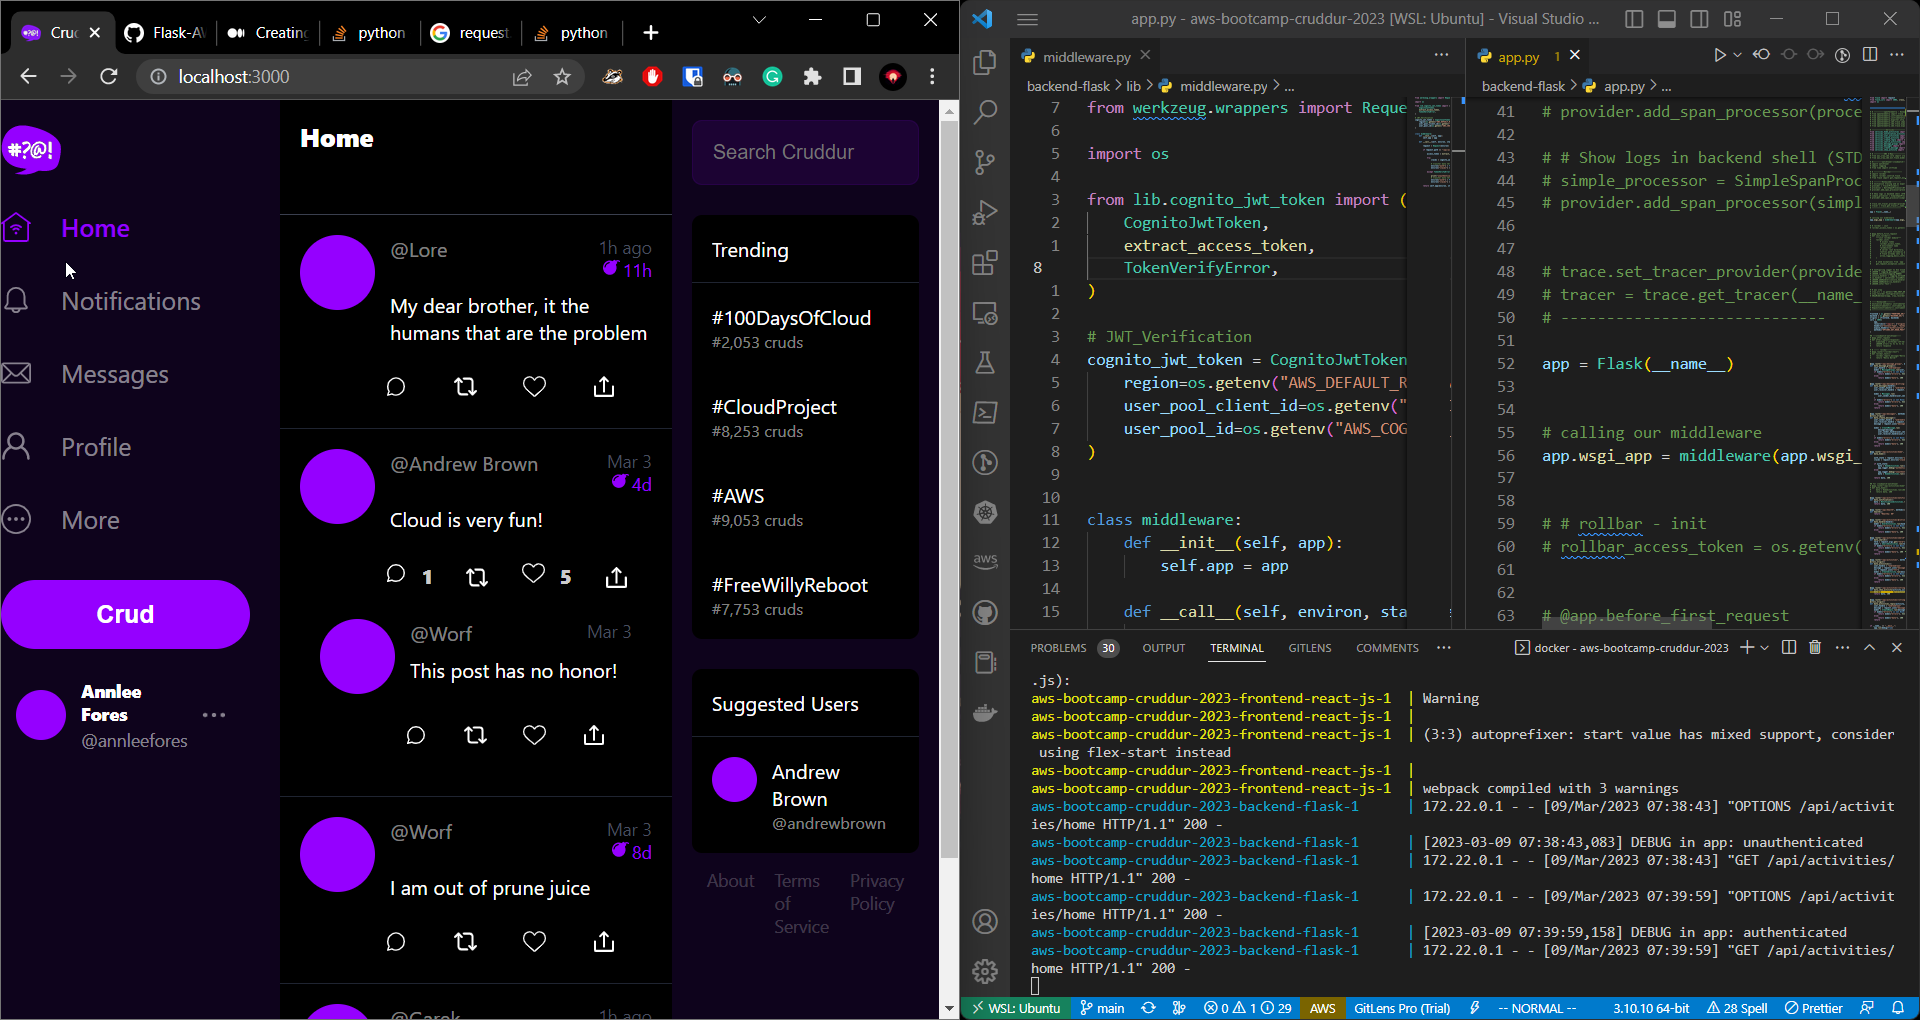 Cruc
Flask-AV
Creating
python
request
python
localhost:3000
#?@!
Home
Notifications
Messages
Profile
More
Crud
Annlee
Fores
@annleefores
Home
@Lore
1h ago
11h
My dear brother, it the
humans that are the problem
@Andrew Brown
Mar 3
4d
Cloud is very fun!
1
5
@Worf
Mar 3
This post has no honor!
@Worf
Mar 3
8d
I am out of prune juice
@Garek
1h ago
Search Cruddur
Trending
#100DaysOfCloud
#2,053 cruds
#CloudProject
#8,253 cruds
#AWS
#9,053 cruds
#FreeWillyReboot
#7,753 cruds
Suggested Users
Andrew
Brown
@andrewbrown
About
Terms
of
Service
Privacy
Policy
app.py - aws-bootcamp-cruddur-2023 [WSL: Ubuntu] - Visual Studio ...
middleware.py
backend-flask > lib > middleware.py > ...
7 from werkzeug.wrappers import Reque
6
5 import os
4
3 from lib.cognito_jwt_token import (
2 CognitoJwtToken,
1 extract_access_token,
8 TokenVerifyError,
1 )
2
3 # JWT_Verification
4 cognito_jwt_token = CognitoJwtToken
5 region=os.getenv("AWS_DEFAULT_R
6 user_pool_client_id=os.getenv("
7 user_pool_id=os.getenv("AWS_COG
8 )
9
10
11 class middleware:
12 def __init__(self, app):
13 self.app = app
14
15 def __call__(self, environ, sta
app.py 1
backend-flask > app.py > ...
41 # provider.add_span_processor(proce
42
43 # # Show logs in backend shell (STD
44 # simple_processor = SimpleSpanProc
45 # provider.add_span_processor(simpl
46
47
48 # trace.set_tracer_provider(provide
49 # tracer = trace.get_tracer(__name_
50 # -----------------------------
51
52 app = Flask(__name__)
53
54
55 # calling our middleware
56 app.wsgi_app = middleware(app.wsgi_
57
58
59 # # rollbar - init
60 # rollbar_access_token = os.getenv(
61
62
63 # @app.before_first_request
aws
PROBLEMS 30 OUTPUT TERMINAL GITLENS COMMENTS ... docker - aws-bootcamp-cruddur-2023
.js):
aws-bootcamp-cruddur-2023-frontend-react-js-1 | Warning
aws-bootcamp-cruddur-2023-frontend-react-js-1 |
aws-bootcamp-cruddur-2023-frontend-react-js-1 | (3:3) autoprefixer: start value has mixed support, consider
using flex-start instead
aws-bootcamp-cruddur-2023-frontend-react-js-1 |
aws-bootcamp-cruddur-2023-frontend-react-js-1 | webpack compiled with 3 warnings
aws-bootcamp-cruddur-2023-backend-flask-1 | 172.22.0.1 - - [09/Mar/2023 07:38:43] "OPTIONS /api/activit
ies/home HTTP/1.1" 200 -
aws-bootcamp-cruddur-2023-backend-flask-1 | [2023-03-09 07:38:43,083] DEBUG in app: unauthenticated
aws-bootcamp-cruddur-2023-backend-flask-1 | 172.22.0.1 - - [09/Mar/2023 07:38:43] "GET /api/activities/
home HTTP/1.1" 200 -
aws-bootcamp-cruddur-2023-backend-flask-1 | 172.22.0.1 - - [09/Mar/2023 07:39:59] "OPTIONS /api/activit
ies/home HTTP/1.1" 200 -
aws-bootcamp-cruddur-2023-backend-flask-1 | [2023-03-09 07:39:59,158] DEBUG in app: authenticated
aws-bootcamp-cruddur-2023-backend-flask-1 | 172.22.0.1 - - [09/Mar/2023 07:39:59] "GET /api/activities/
home HTTP/1.1" 200 -
WSL: Ubuntu main 0 1 29 AWS GitLens Pro (Trial) -- NORMAL -- 3.10.10 64-bit 28 Spell Prettier